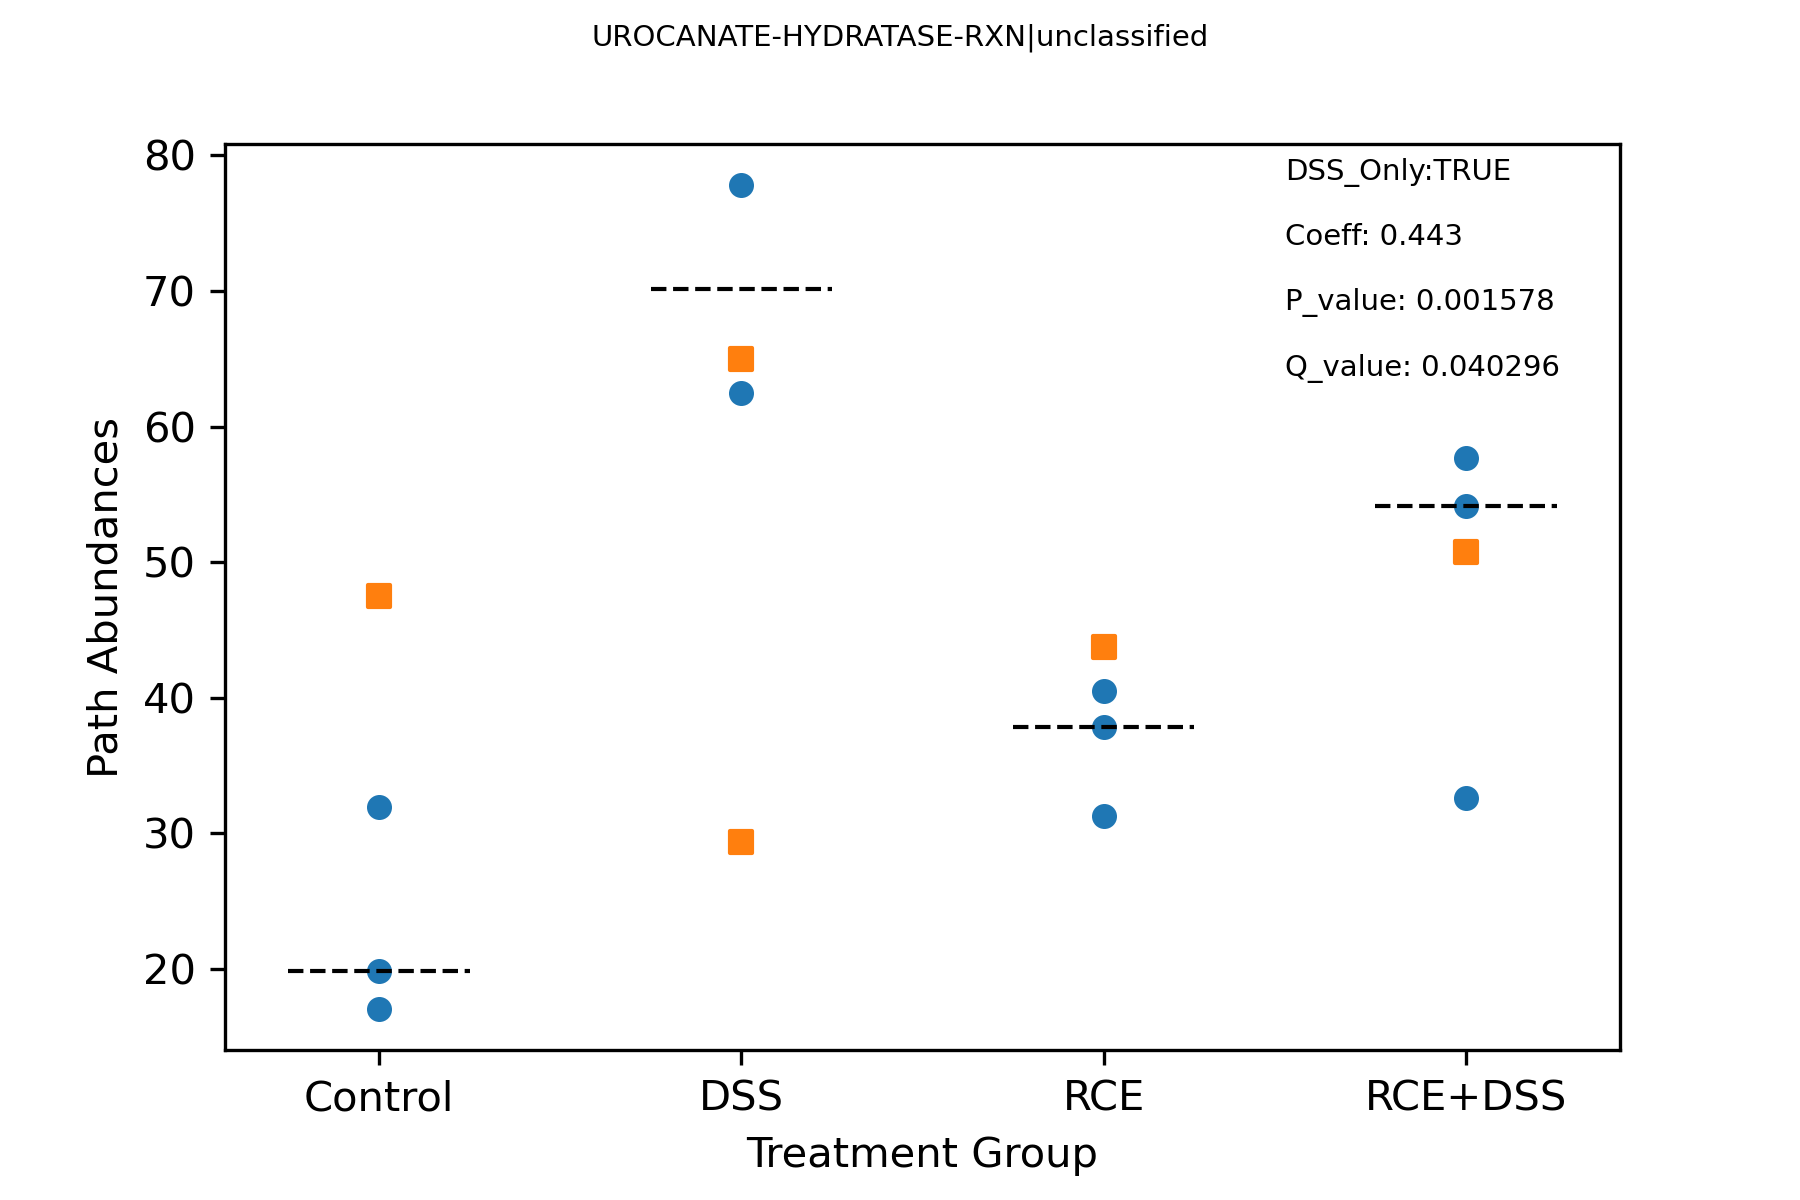 UROCANATE-HYDRATASE-RXN|unclassified
DSS_Only:TRUE
Coeff: 0.443
P_value: 0.001578
Q_value: 0.040296
80
70
60
50
40
30
20
Path Abundances
Control
DSS
RCE
RCE+DSS
Treatment Group